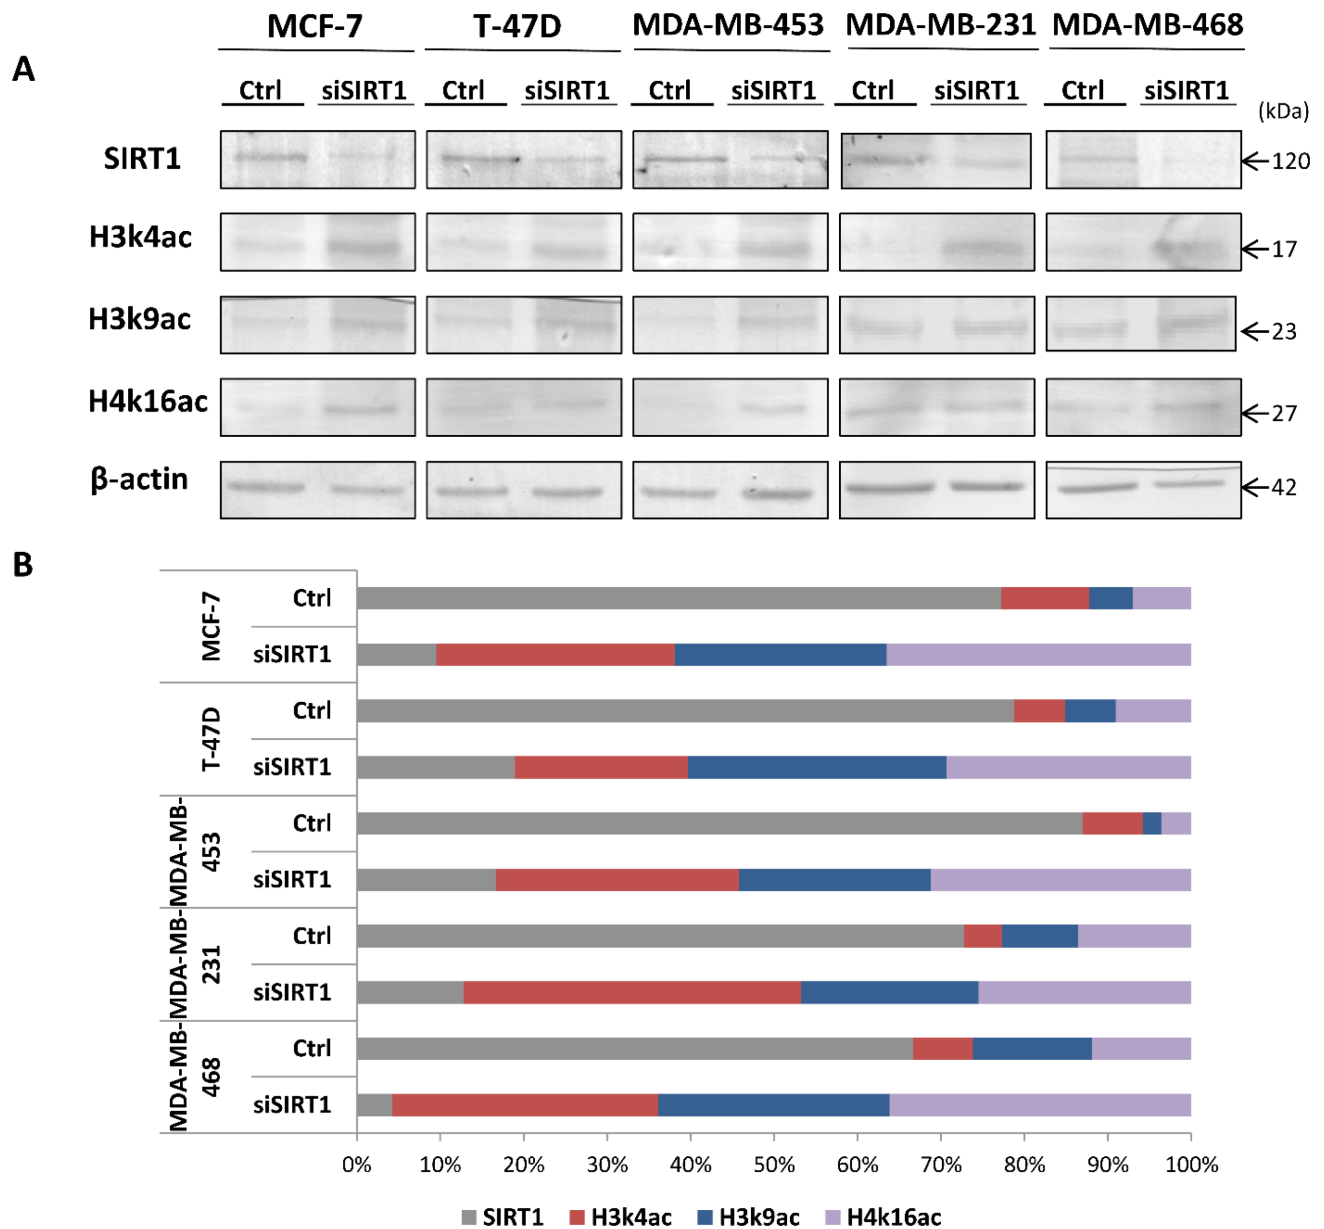 MCF-7 T-47D MDA-MB-453 MDA-MB-231 MDA-MB-468
A
Ctrl siSIRT1 Ctrl siSIRT1 Ctrl siSIRT1 Ctrl siSIRT1 Ctrl siSIRT1
(kDa)
SIRT1 120
H3k4ac 17
H3k9ac 23
H4k16ac 27
β-actin 42
B
MCF-7
Ctrl
siSIRT1
T-47D
Ctrl
siSIRT1
MDA-MB-
453
Ctrl
siSIRT1
MDA-MB-
231
Ctrl
siSIRT1
MDA-MB-
468
Ctrl
siSIRT1
0% 10% 20% 30% 40% 50% 60% 70% 80% 90% 100%
SIRT1 H3k4ac H3k9ac H4k16ac